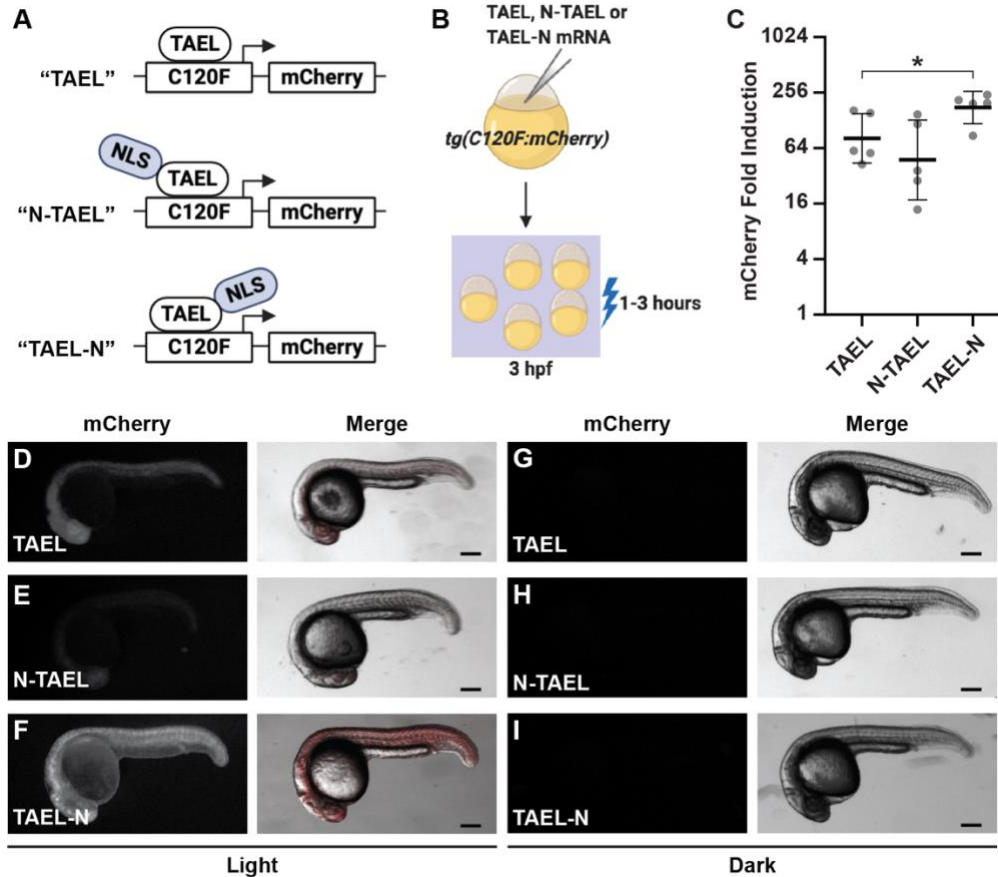 A
"TAEL"
TAEL
C120F
mCherry
"N-TAEL"
NLS
TAEL
C120F
mCherry
"TAEL-N"
NLS
TAEL
C120F
mCherry
B
TAEL, N-TAEL or
TAEL-N mRNA
tg(C120F:mCherry)
1-3 hours
3 hpf
C
mCherry Fold Induction
1024
256
64
16
4
1
*
TAEL
N-TAEL
TAEL-N
mCherry
Merge
mCherry
Merge
D
TAEL
G
TAEL
E
N-TAEL
H
N-TAEL
F
TAEL-N
I
TAEL-N
Light
Dark